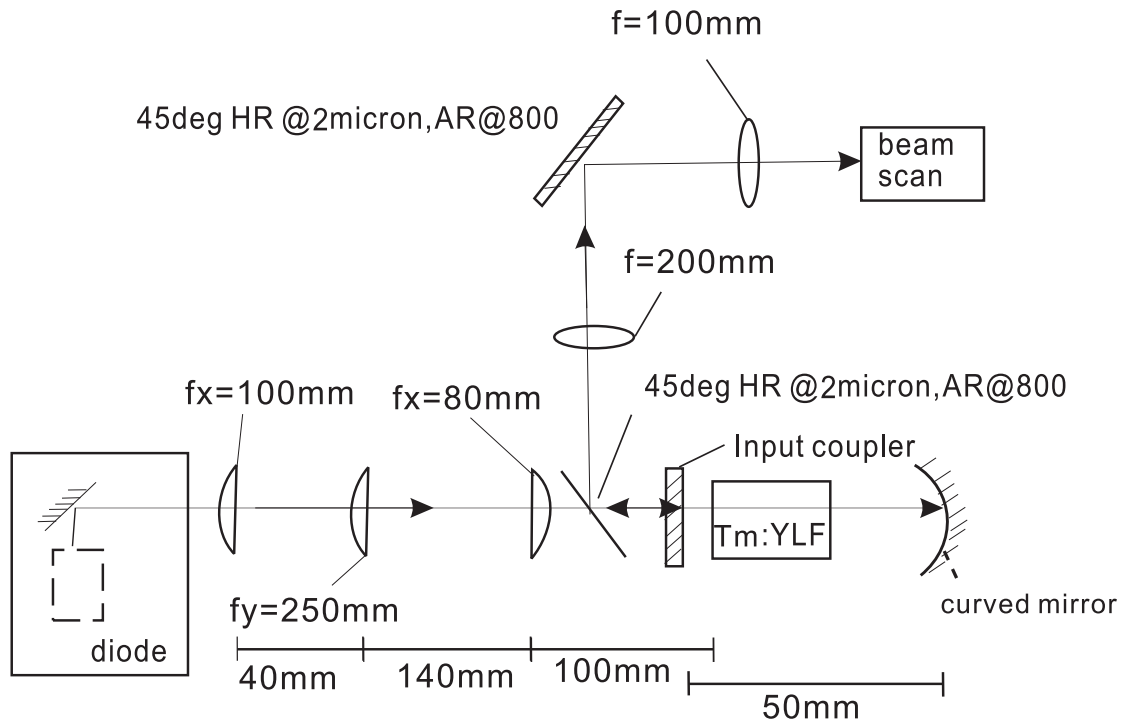 f=100mm
45deg HR @2micron,AR@800
beam
scan
f=200mm
fx=100mm
fx=80mm
45deg HR @2micron,AR@800
Input coupler
Tm:YLF
fy=250mm
curved mirror
diode
40mm
140mm
100mm
50mm